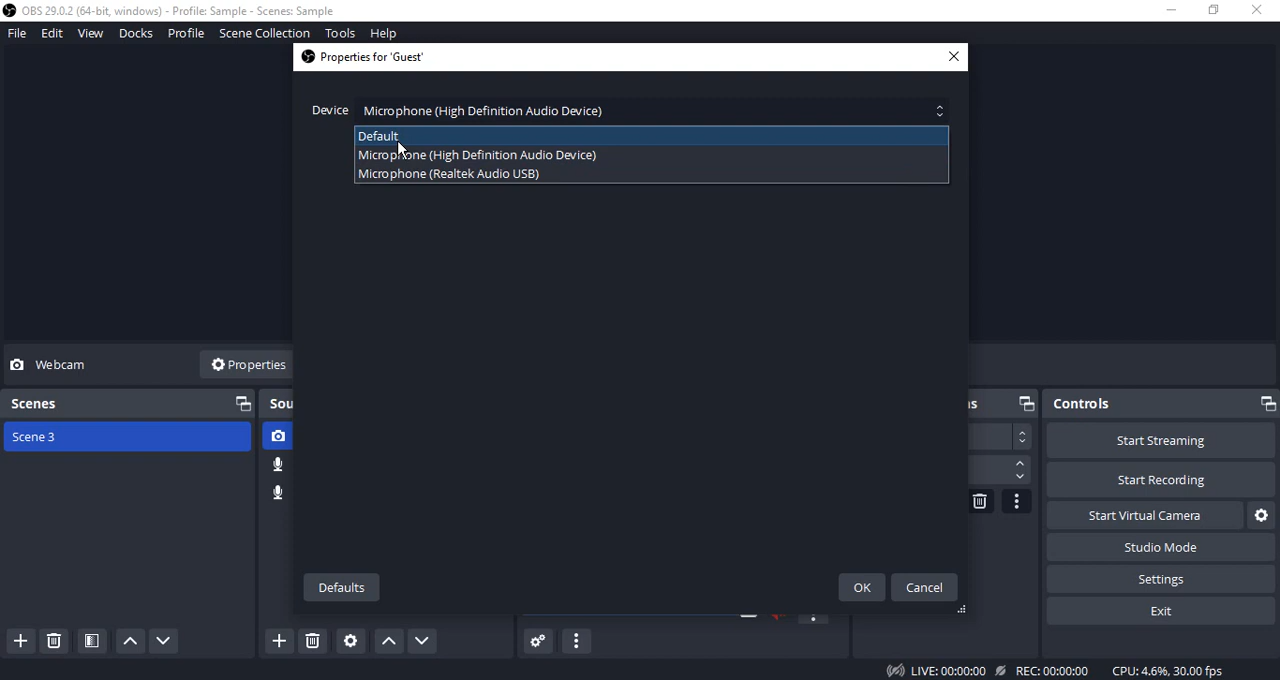 OBS 29.0.2 (64-bit, windows) - Profile: Sample - Scenes: Sample
File Edit View Docks Profile Scene Collection Tools Help
Properties for 'Guest'
Device Microphone (High Definition Audio Device)
Default
Microphone (High Definition Audio Device)
Microphone (Realtek Audio USB)
Webcam Properties
Scenes Sou ns Controls
Scene 3
Start Streaming
Start Recording
Start Virtual Camera
Studio Mode
Defaults OK Cancel Settings
Exit
LIVE: 00:00:00 REC: 00:00:00 CPU: 4.6%, 30.00 fps